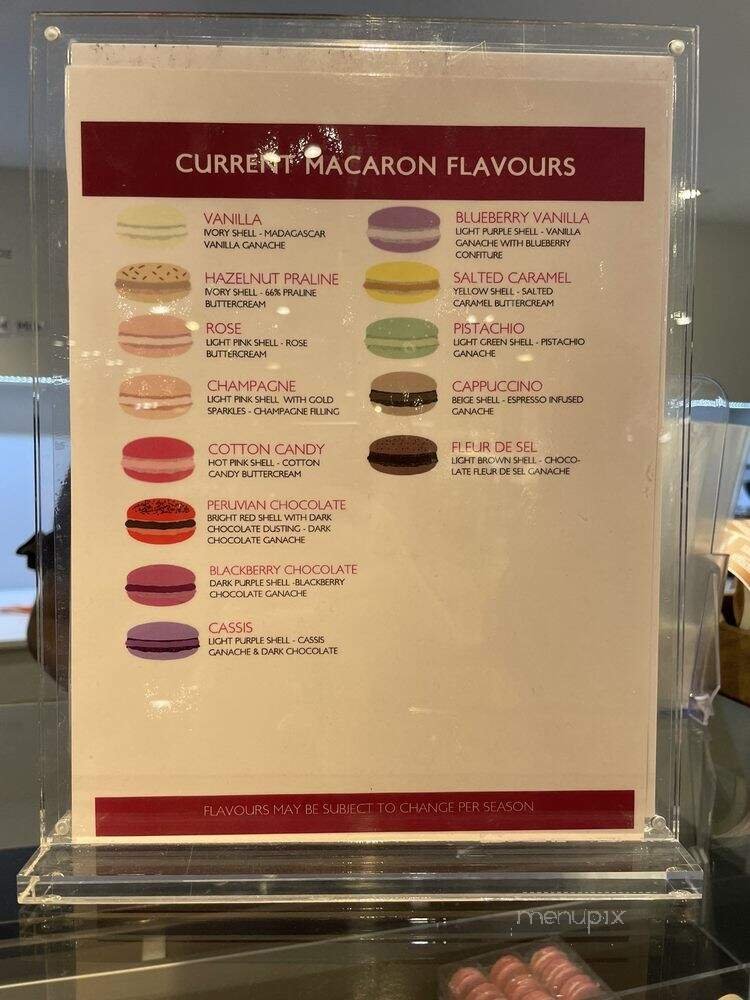 CURRENT MACARON FLAVOURS
VANILLA
IVORY SHELL - MADAGASCAR
VANILLA GANACHE
HAZELNUT PRALINE
IVORY SHELL - 66% PRALINE
BUTTERCREAM
ROSE
LIGHT PINK SHELL - ROSE
BUTTERCREAM
CHAMPAGNE
LIGHT PINK SHELL WITH GOLD
SPARKLES - CHAMPAGNE FILLING
COTTON CANDY
HOT PINK SHELL - COTTON
CANDY BUTTERCREAM
PERUVIAN CHOCOLATE
BRIGHT RED SHELL WITH DARK
CHOCOLATE DUSTING - DARK
CHOCOLATE GANACHE
BLACKBERRY CHOCOLATE
DARK PURPLE SHELL -BLACKBERRY
CHOCOLATE GANACHE
CASSIS
LIGHT PURPLE SHELL - CASSIS
GANACHE & DARK CHOCOLATE
BLUEBERRY VANILLA
LIGHT PURPLE SHELL - VANILLA
GANACHE WITH BLUEBERRY
CONFITURE
SALTED CARAMEL
YELLOW SHELL - SALTED
CARAMEL BUTTERCREAM
PISTACHIO
LIGHT GREEN SHELL - PISTACHIO
GANACHE
CAPPUCCINO
BEIGE SHELL - ESPRESSO INFUSED
GANACHE
FLEUR DE SEL
LIGHT BROWN SHELL - CHOCO-
LATE FLEUR DE SEL GANACHE
FLAVOURS MAY BE SUBJECT TO CHANGE PER SEASON
menupix